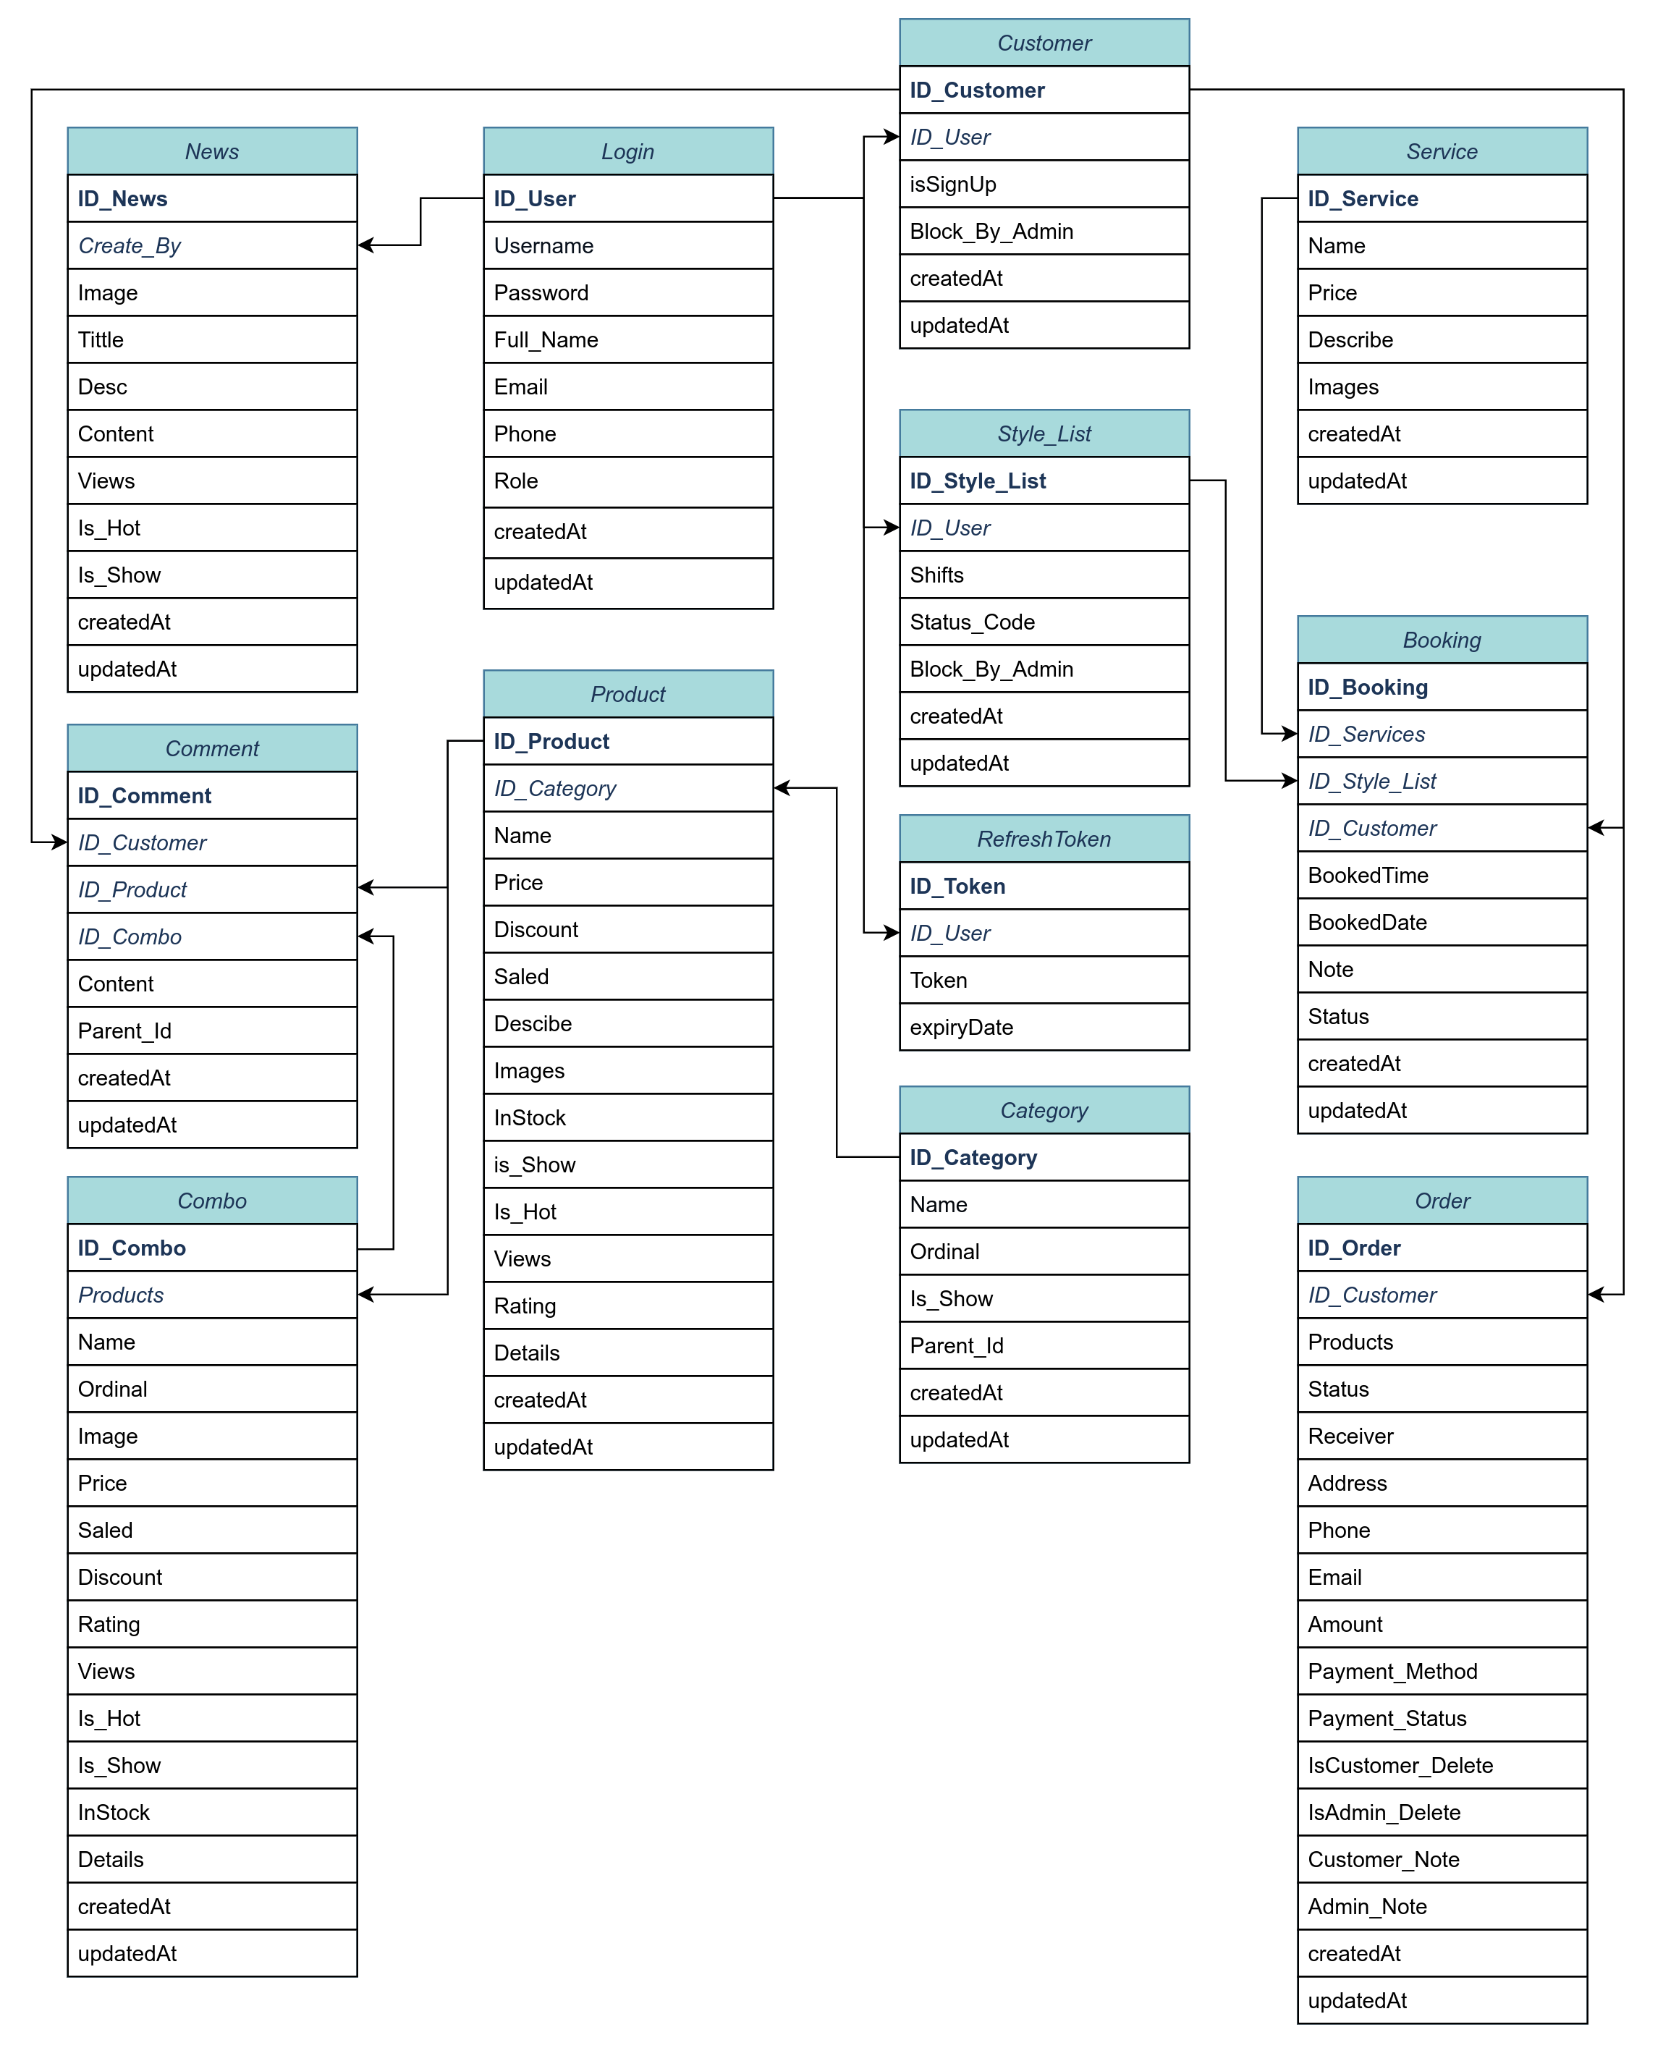 Customer
ID_Customer
ID_User
isSignUp
Block_By_Admin
createdAt
updatedAt
News
ID_News
Create_By
Image
Tittle
Desc
Content
Views
Is_Hot
Is_Show
createdAt
updatedAt
Login
ID_User
Username
Password
Full_Name
Email
Phone
Role
createdAt
updatedAt
Service
ID_Service
Name
Price
Describe
Images
createdAt
updatedAt
Style_List
ID_Style_List
ID_User
Shifts
Status_Code
Block_By_Admin
createdAt
updatedAt
Booking
ID_Booking
ID_Services
ID_Style_List
ID_Customer
BookedTime
BookedDate
Note
Status
createdAt
updatedAt
Product
ID_Product
ID_Category
Name
Price
Discount
Saled
Descibe
Images
InStock
is_Show
Is_Hot
Views
Rating
Details
createdAt
updatedAt
Comment
ID_Comment
ID_Customer
ID_Product
ID_Combo
Content
Parent_Id
createdAt
updatedAt
RefreshToken
ID_Token
ID_User
Token
expiryDate
Category
ID_Category
Name
Ordinal
Is_Show
Parent_Id
createdAt
updatedAt
Combo
ID_Combo
Products
Name
Ordinal
Image
Price
Saled
Discount
Rating
Views
Is_Hot
Is_Show
InStock
Details
createdAt
updatedAt
Order
ID_Order
ID_Customer
Products
Status
Receiver
Address
Phone
Email
Amount
Payment_Method
Payment_Status
IsCustomer_Delete
IsAdmin_Delete
Customer_Note
Admin_Note
createdAt
updatedAt